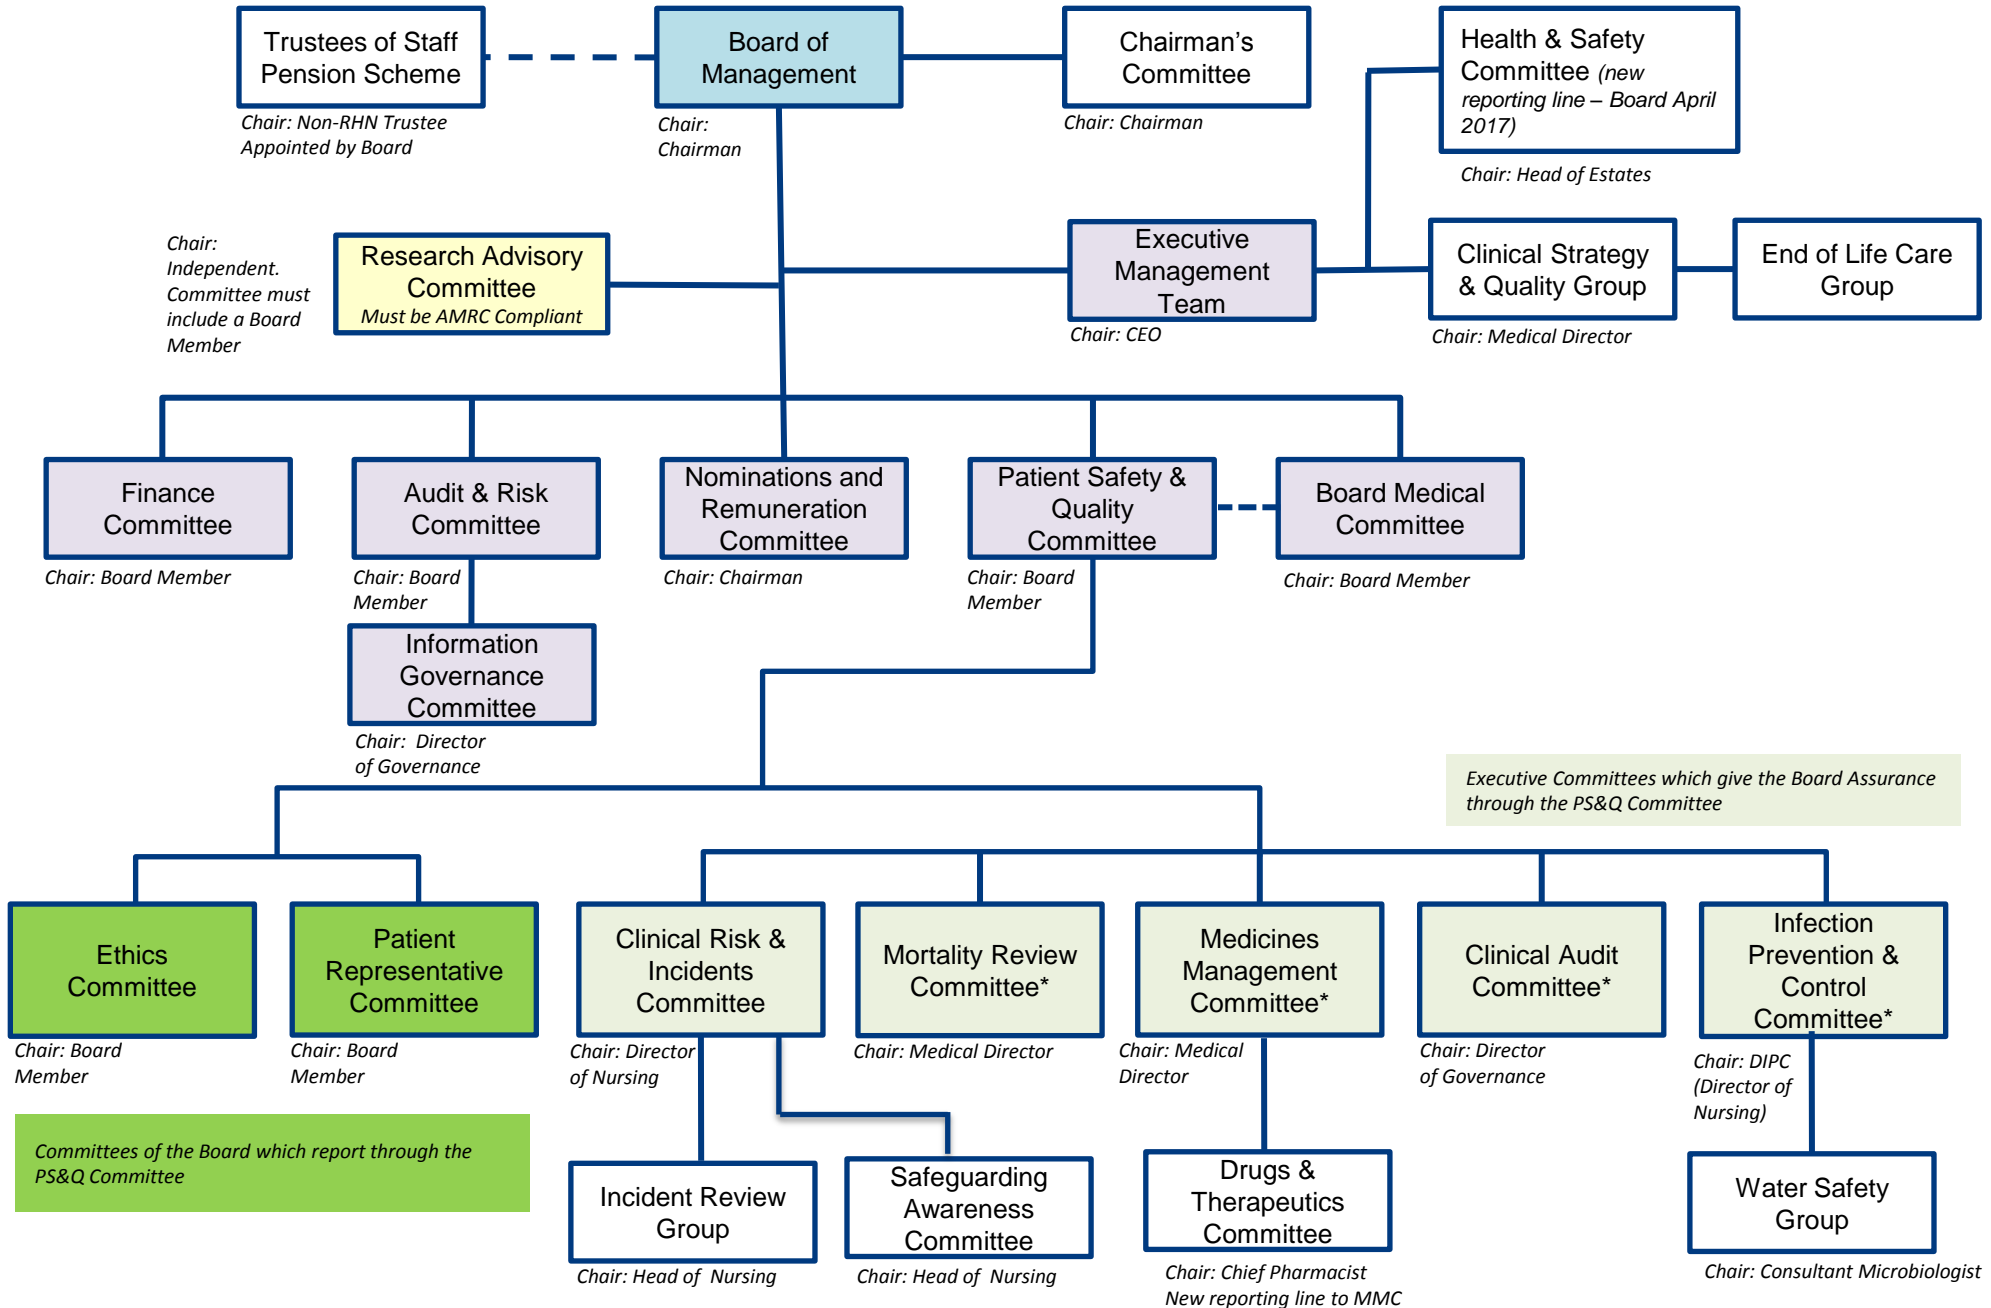 Trustees of Staff
Pension Scheme
Chair: Non-RHN Trustee
Appointed by Board
Board of
Management
Chair:
Chairman
Chairman’s
Committee
Chair: Chairman
Health & Safety
Committee (new
reporting line – Board April
2017)
Chair: Head of Estates
Chair:
Independent.
Committee must
include a Board
Member
Research Advisory
Committee
Must be AMRC Compliant
Executive
Management
Team
Chair: CEO
Clinical Strategy
& Quality Group
Chair: Medical Director
End of Life Care
Group
Finance
Committee
Chair: Board Member
Audit & Risk
Committee
Chair: Board
Member
Nominations and
Remuneration
Committee
Chair: Chairman
Patient Safety &
Quality
Committee
Chair: Board
Member
Board Medical
Committee
Chair: Board Member
Information
Governance
Committee
Chair: Director
of Governance
Executive Committees which give the Board Assurance
through the PS&Q Committee
Ethics
Committee
Chair: Board
Member
Patient
Representative
Committee
Chair: Board
Member
Clinical Risk &
Incidents
Committee
Chair: Director
of Nursing
Mortality Review
Committee*
Chair: Medical Director
Medicines
Management
Committee*
Chair: Medical
Director
Clinical Audit
Committee*
Chair: Director
of Governance
Infection
Prevention &
Control
Committee*
Chair: DIPC
(Director of
Nursing)
Committees of the Board which report through the
PS&Q Committee
Incident Review
Group
Chair: Head of Nursing
Safeguarding
Awareness
Committee
Chair: Head of Nursing
Drugs &
Therapeutics
Committee
Chair: Chief Pharmacist
New reporting line to MMC
Water Safety
Group
Chair: Consultant Microbiologist